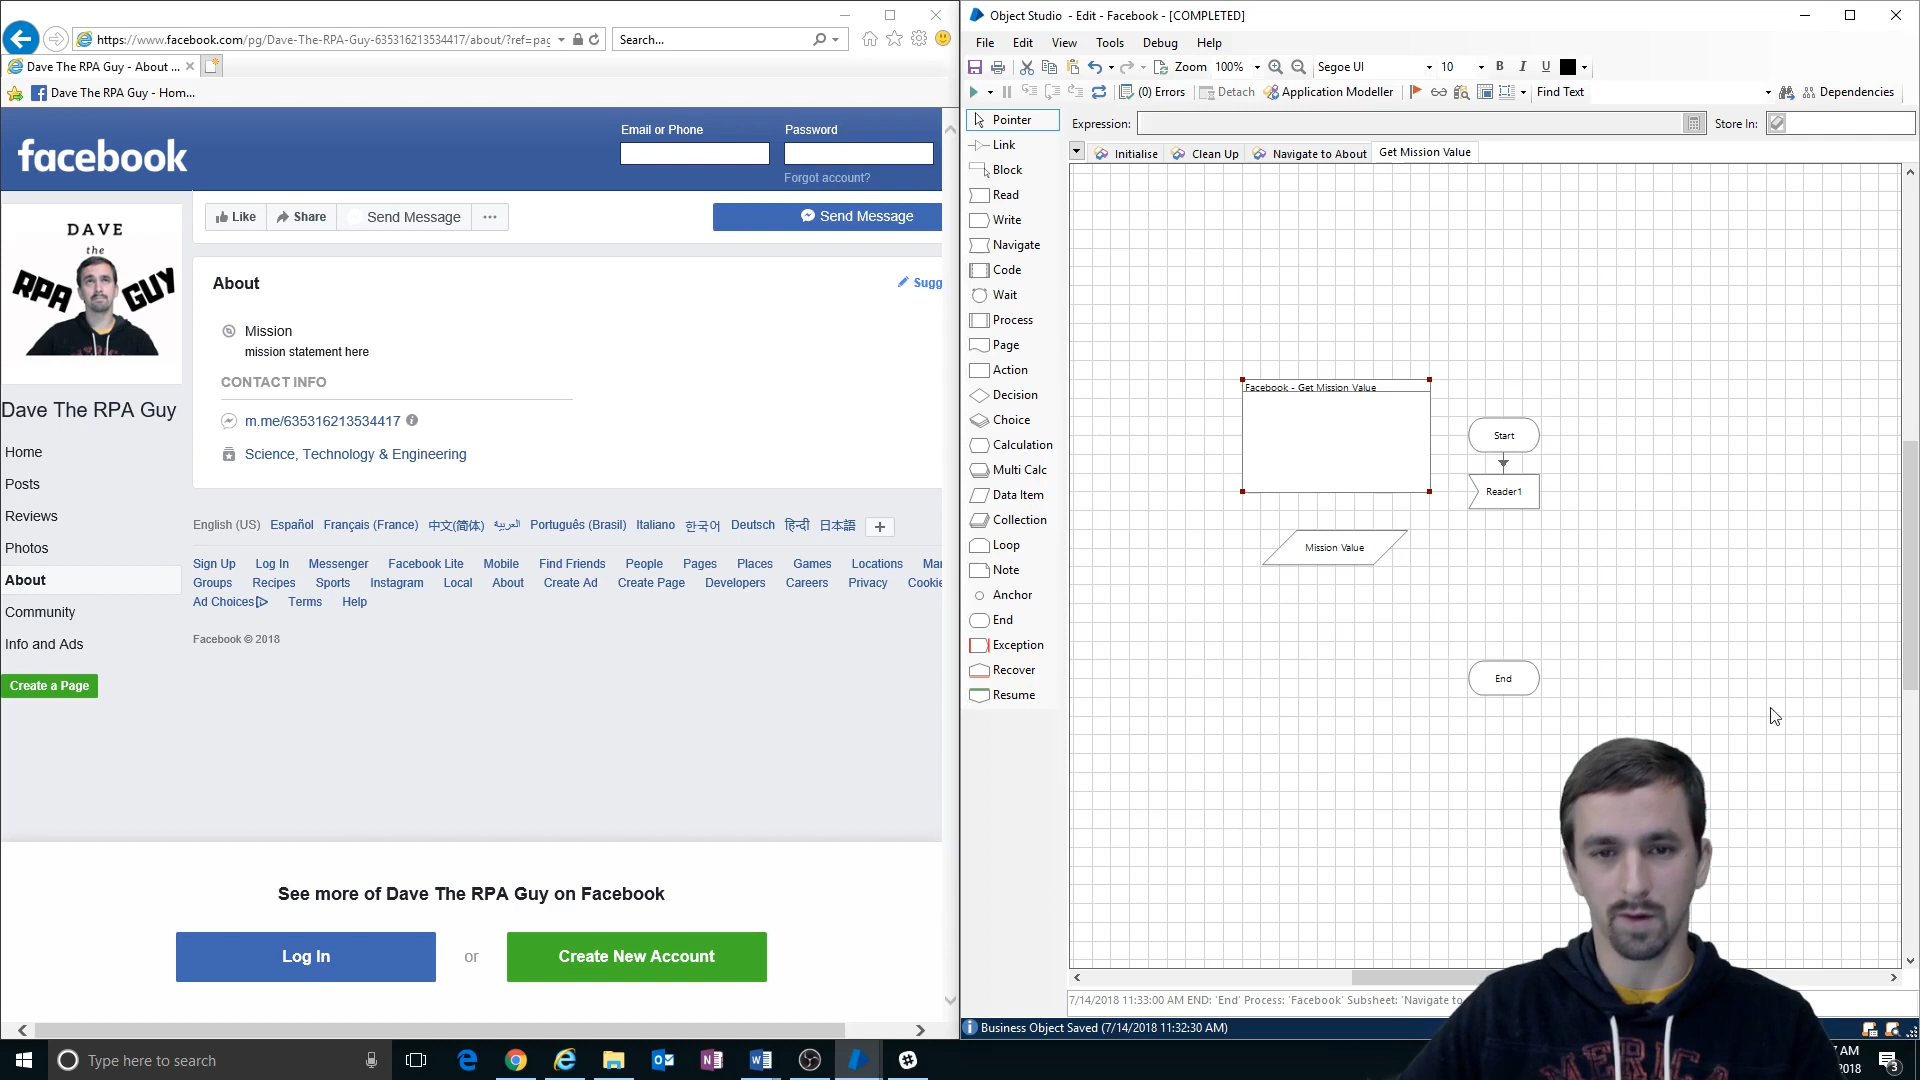 https://www.facebook.com/pg/Dave-The-RPA-Guy-635316213534417/about/?ref=pag
Search...
Dave The RPA Guy - About ...
Dave The RPA Guy - Hom...
facebook
Email or Phone
Password
Forgot account?
DAVE
the
RPA GUY
Like
Share
Send Message
Send Message
About
Sugg
Mission
mission statement here
CONTACT INFO
m.me/635316213534417
Science, Technology & Engineering
Dave The RPA Guy
Home
Posts
Reviews
Photos
About
Community
Info and Ads
Create a Page
English (US) Español Français (France) 中文(简体) العربية Português (Brasil) Italiano 한국어 Deutsch हिन्दी 日本語
Sign Up Log In Messenger Facebook Lite Mobile Find Friends People Pages Places Games Locations Mar
Groups Recipes Sports Instagram Local About Create Ad Create Page Developers Careers Privacy Cookie
Ad Choices Terms Help
Facebook © 2018
See more of Dave The RPA Guy on Facebook
Log In
or
Create New Account
Object Studio - Edit - Facebook - [COMPLETED]
File Edit View Tools Debug Help
Zoom 100% Segoe UI 10 B I U
(0) Errors Detach Application Modeller Find Text Dependencies
Expression:
Store In:
Initialise Clean Up Navigate to About Get Mission Value
Pointer
Link
Block
Read
Write
Navigate
Code
Wait
Process
Page
Action
Decision
Choice
Calculation
Multi Calc
Data Item
Collection
Loop
Note
Anchor
End
Exception
Recover
Resume
Facebook - Get Mission Value
Start
Reader1
Mission Value
End
7/14/2018 11:33:00 AM END: 'End' Process: 'Facebook' Subsheet: 'Navigate to
Business Object Saved (7/14/2018 11:32:30 AM)
Type here to search
AM
2018
3